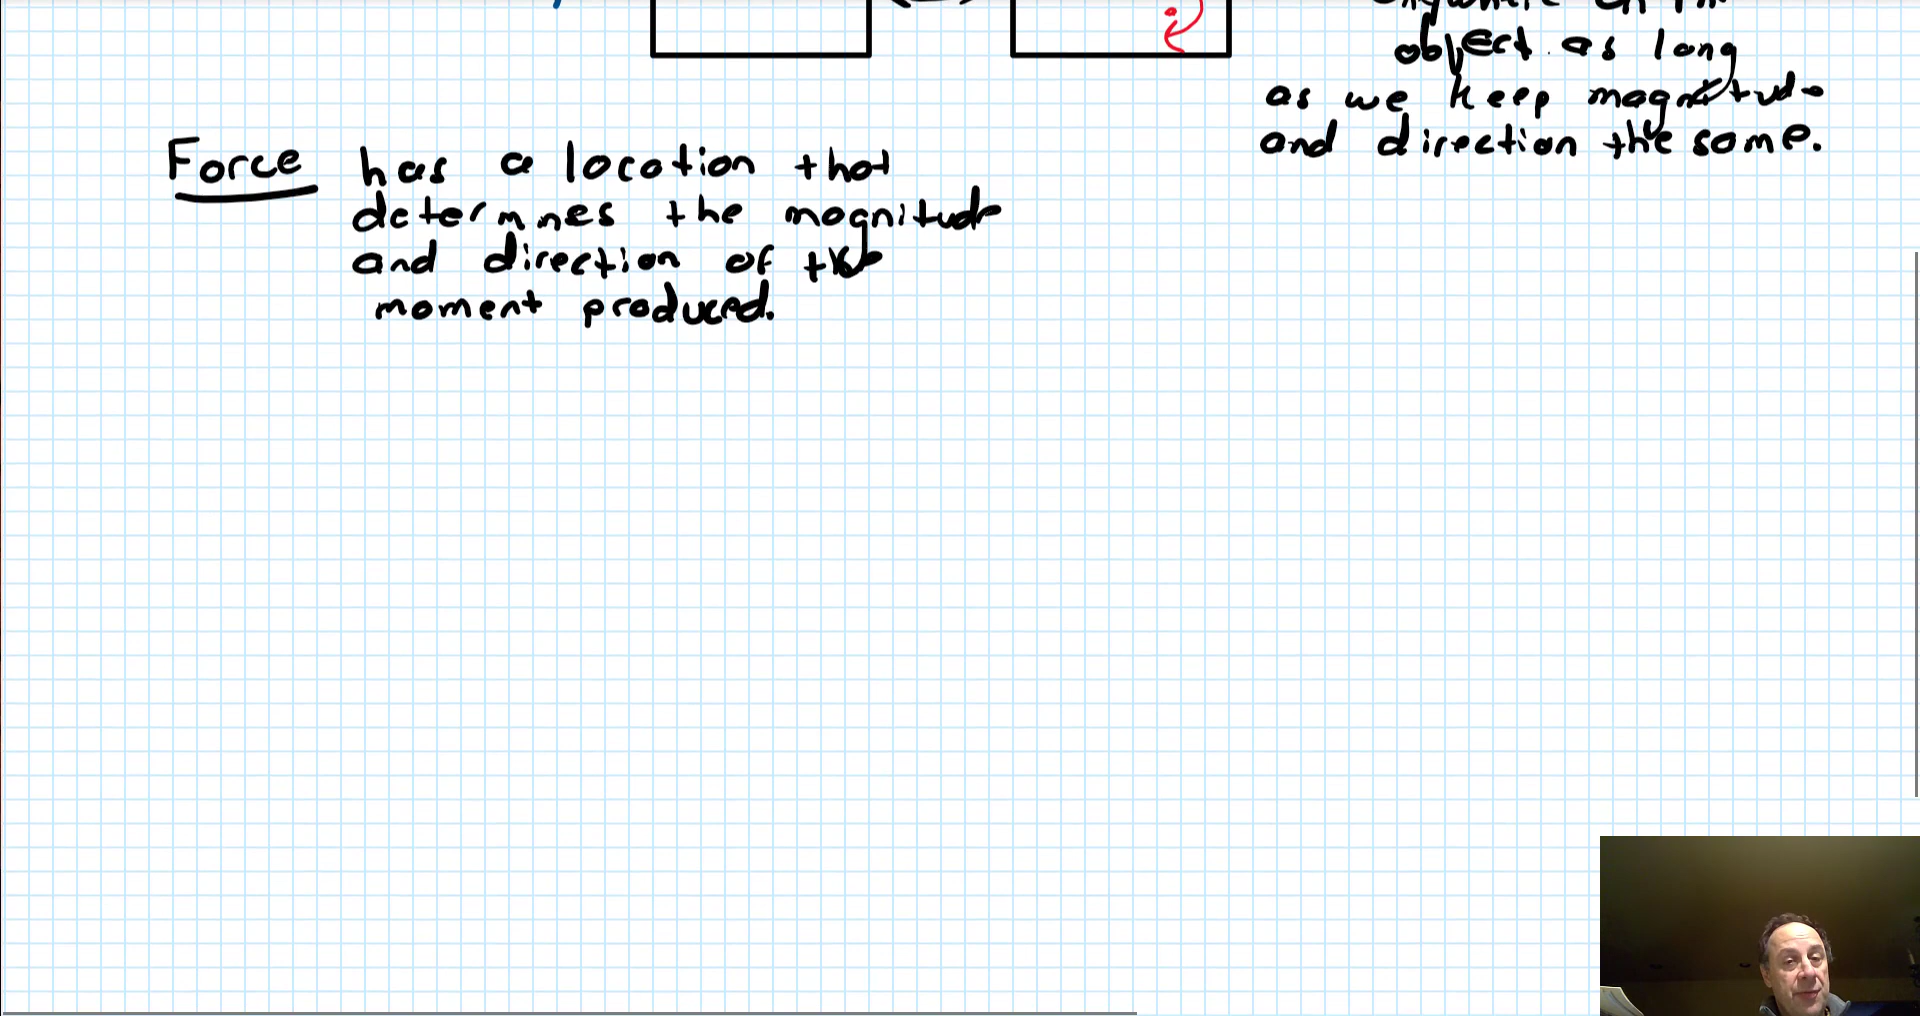 object as long
as we keep magnitude
and direction the same.
Force has a location that
determines the magnitude
and direction of the
moment produced.